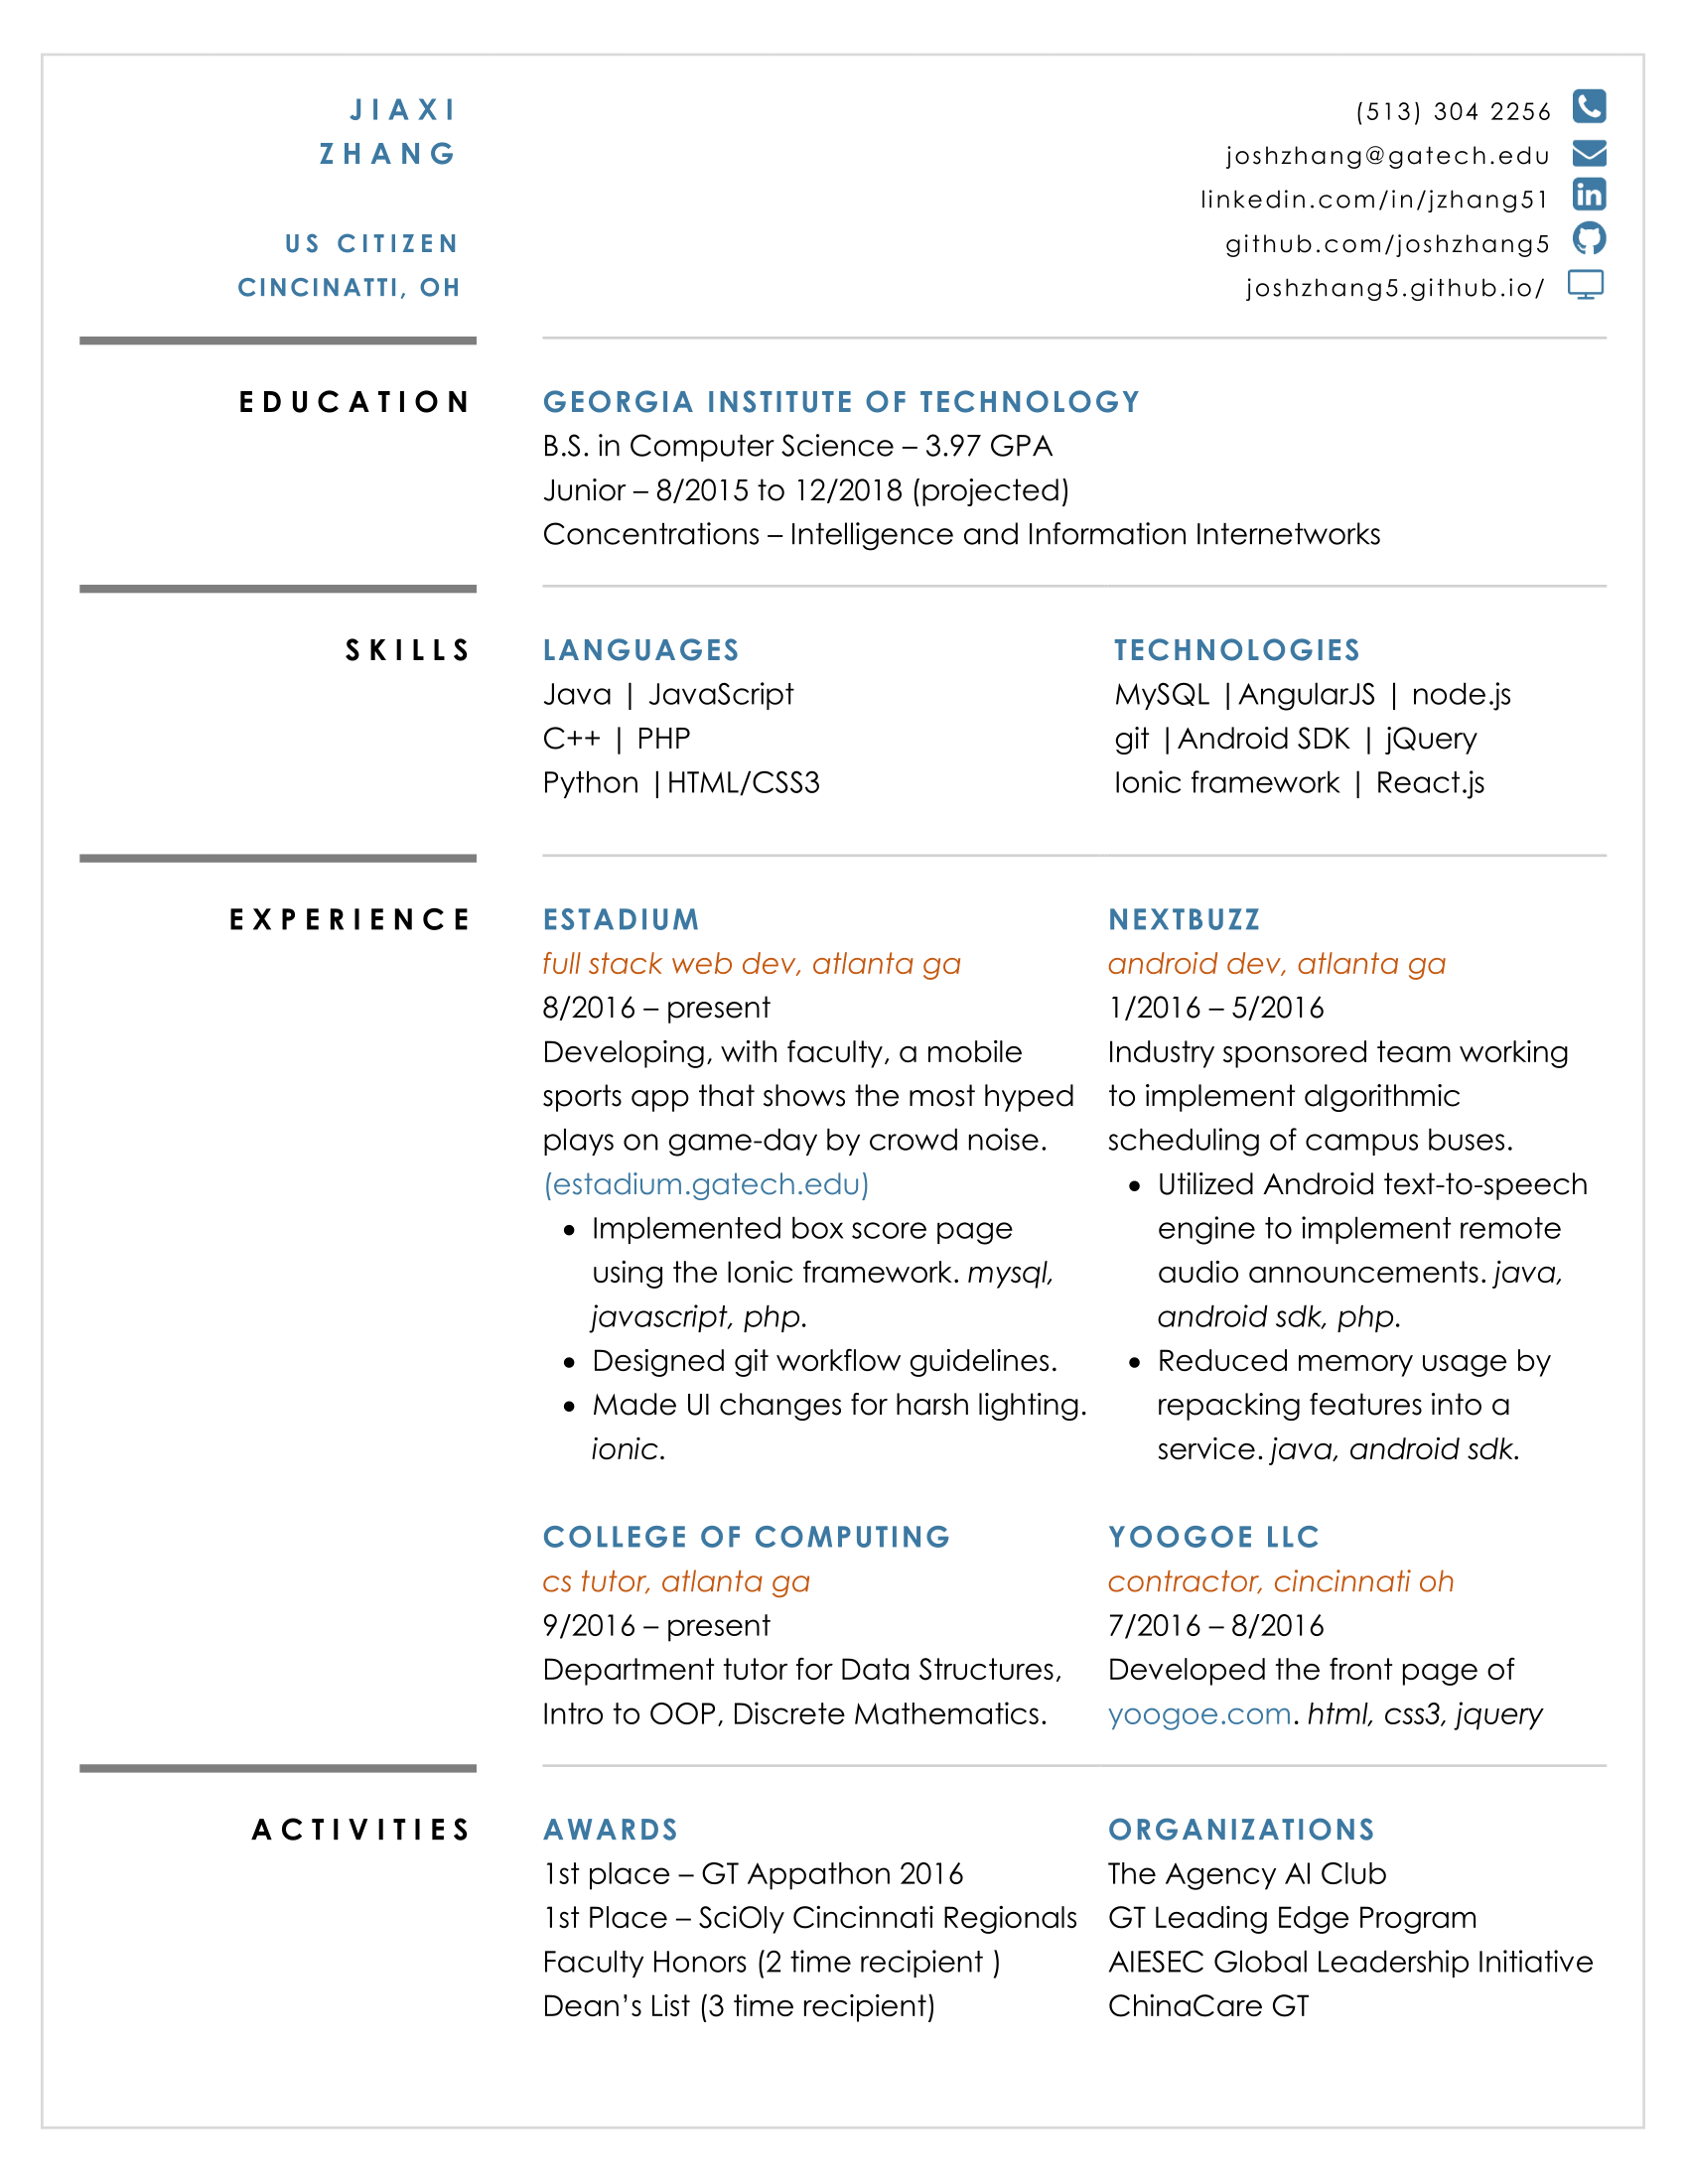 JIAXI
ZHANG
US CITIZEN
CINCINATTI, OH
(513) 304 2256
joshzhang@gatech.edu
linkedin.com/in/jzhang51
github.com/joshzhang5
joshzhang5.github.io/
EDUCATION
GEORGIA INSTITUTE OF TECHNOLOGY
B.S. in Computer Science – 3.97 GPA
Junior – 8/2015 to 12/2018 (projected)
Concentrations – Intelligence and Information Internetworks
SKILLS
LANGUAGES
Java | JavaScript
C++ | PHP
Python |HTML/CSS3
TECHNOLOGIES
MySQL |AngularJS | node.js
git |Android SDK | jQuery
Ionic framework | React.js
EXPERIENCE
ESTADIUM
full stack web dev, atlanta ga
8/2016 – present
Developing, with faculty, a mobile
sports app that shows the most hyped
plays on game-day by crowd noise.
(estadium.gatech.edu)
• Implemented box score page
using the Ionic framework. mysql,
javascript, php.
• Designed git workflow guidelines.
• Made UI changes for harsh lighting.
ionic.
NEXTBUZZ
android dev, atlanta ga
1/2016 – 5/2016
Industry sponsored team working
to implement algorithmic
scheduling of campus buses.
• Utilized Android text-to-speech
engine to implement remote
audio announcements. java,
android sdk, php.
• Reduced memory usage by
repacking features into a
service. java, android sdk.
COLLEGE OF COMPUTING
cs tutor, atlanta ga
9/2016 – present
Department tutor for Data Structures,
Intro to OOP, Discrete Mathematics.
YOOGOE LLC
contractor, cincinnati oh
7/2016 – 8/2016
Developed the front page of
yoogoe.com. html, css3, jquery
ACTIVITIES
AWARDS
1st place – GT Appathon 2016
1st Place – SciOly Cincinnati Regionals
Faculty Honors (2 time recipient )
Dean’s List (3 time recipient)
ORGANIZATIONS
The Agency AI Club
GT Leading Edge Program
AIESEC Global Leadership Initiative
ChinaCare GT